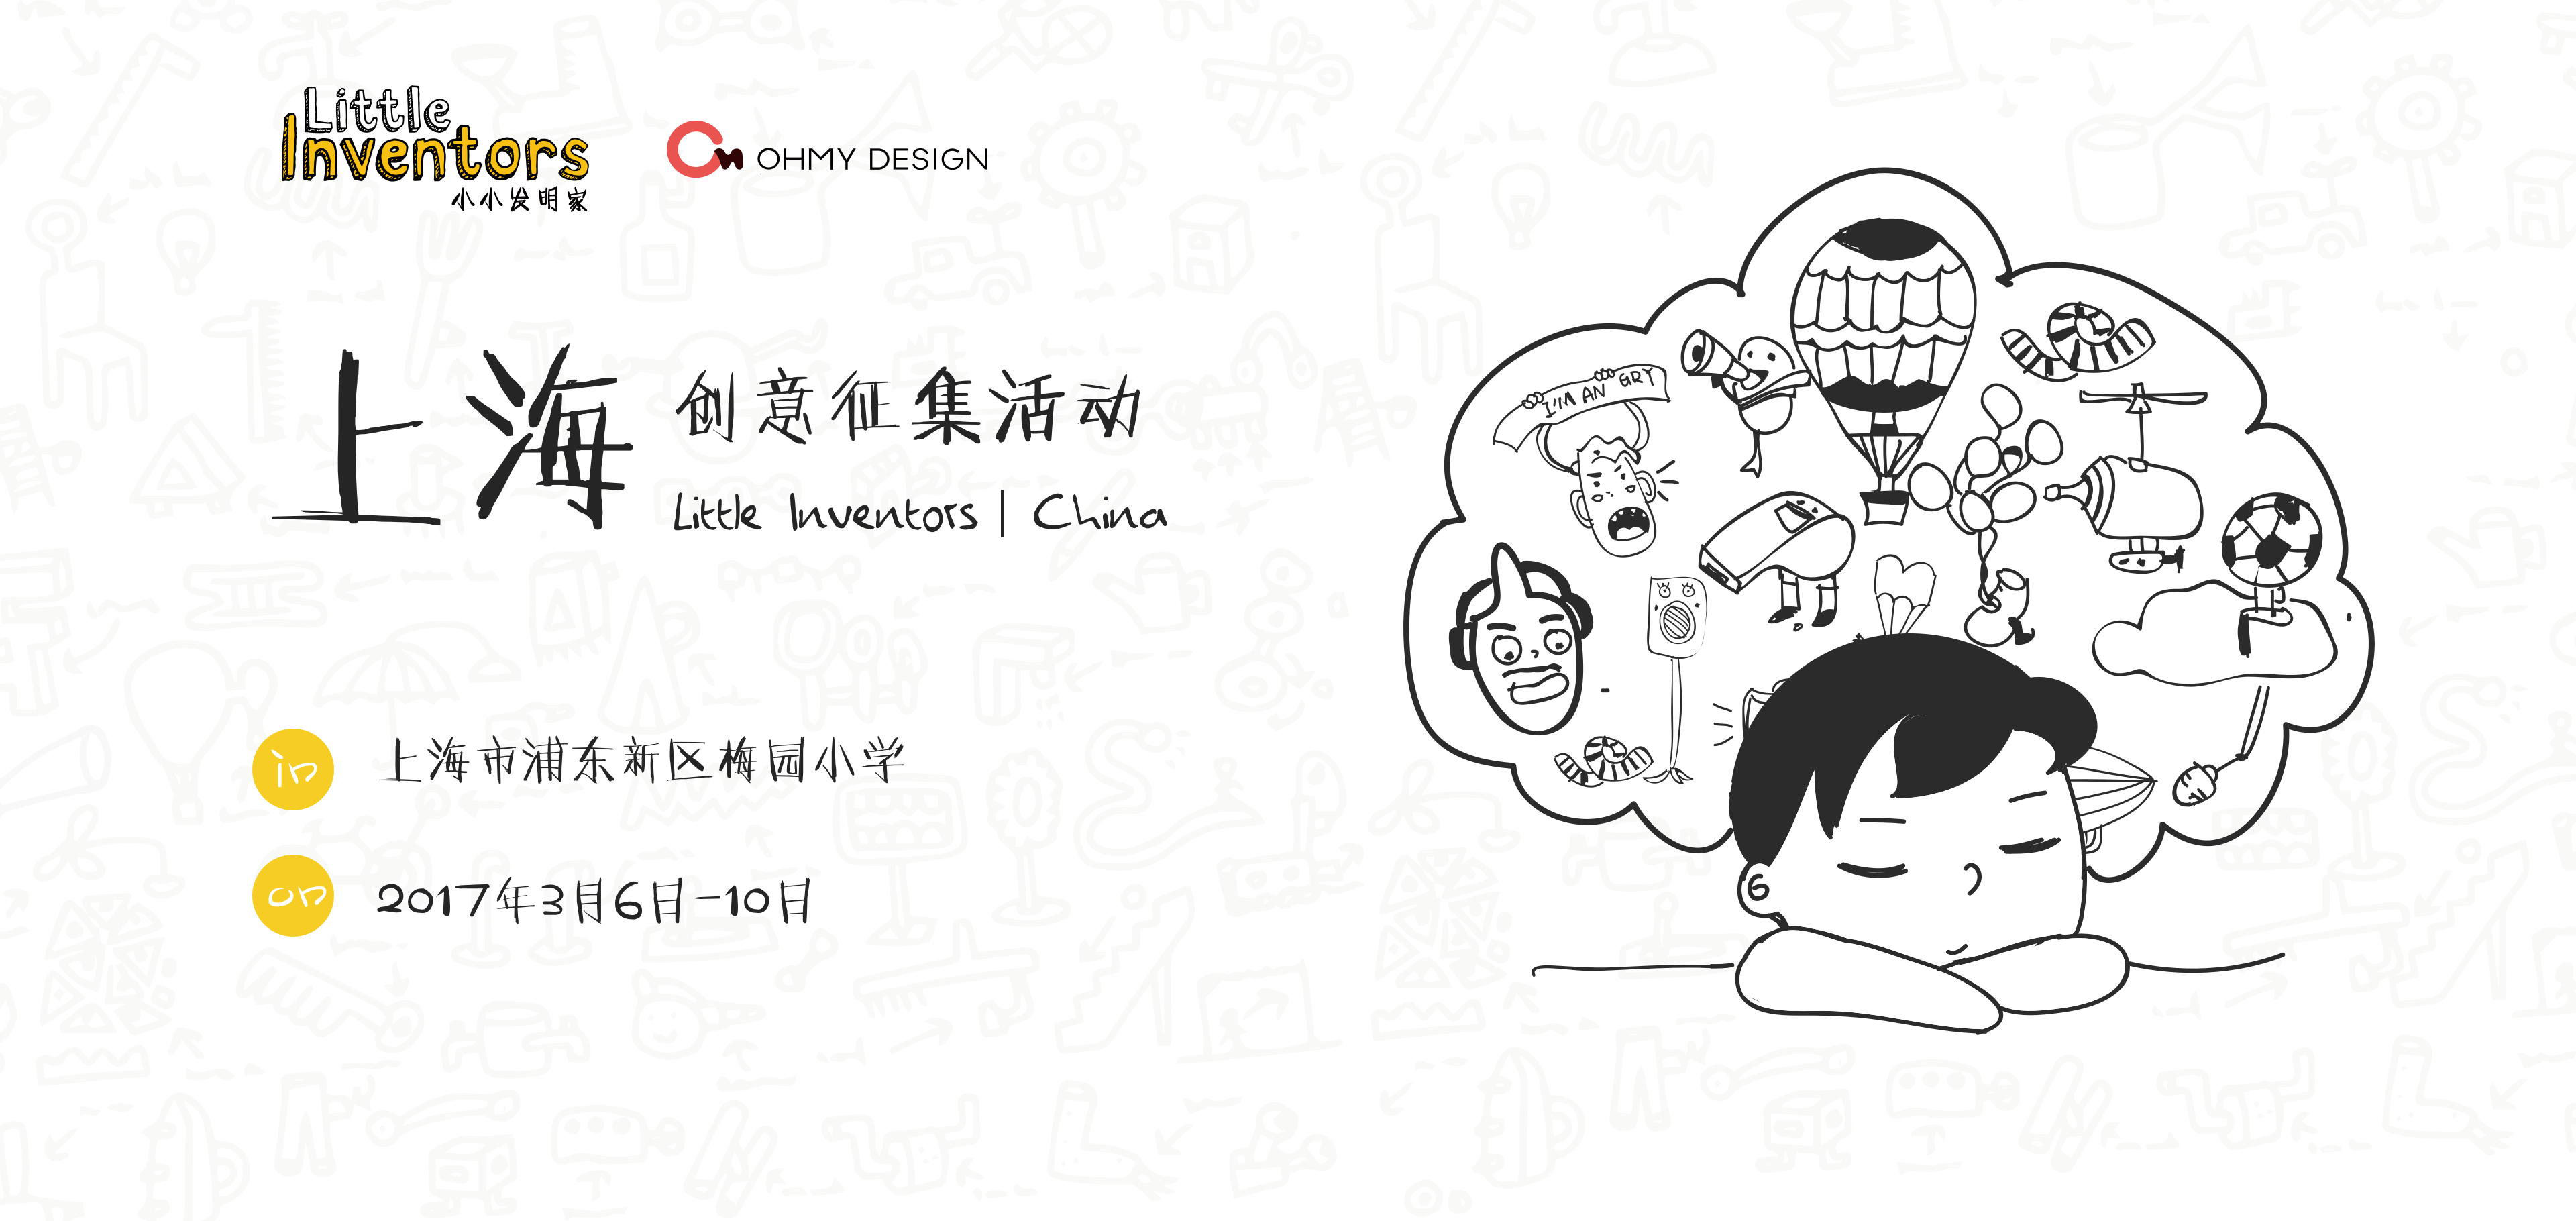 Little
Inventors
小小发明家
OHMY DESIGN
上海
创意征集活动
Little Inventors | China
in
上海市浦东新区梅园小学
on
2017年3月6日-10日
I'M AN GRY